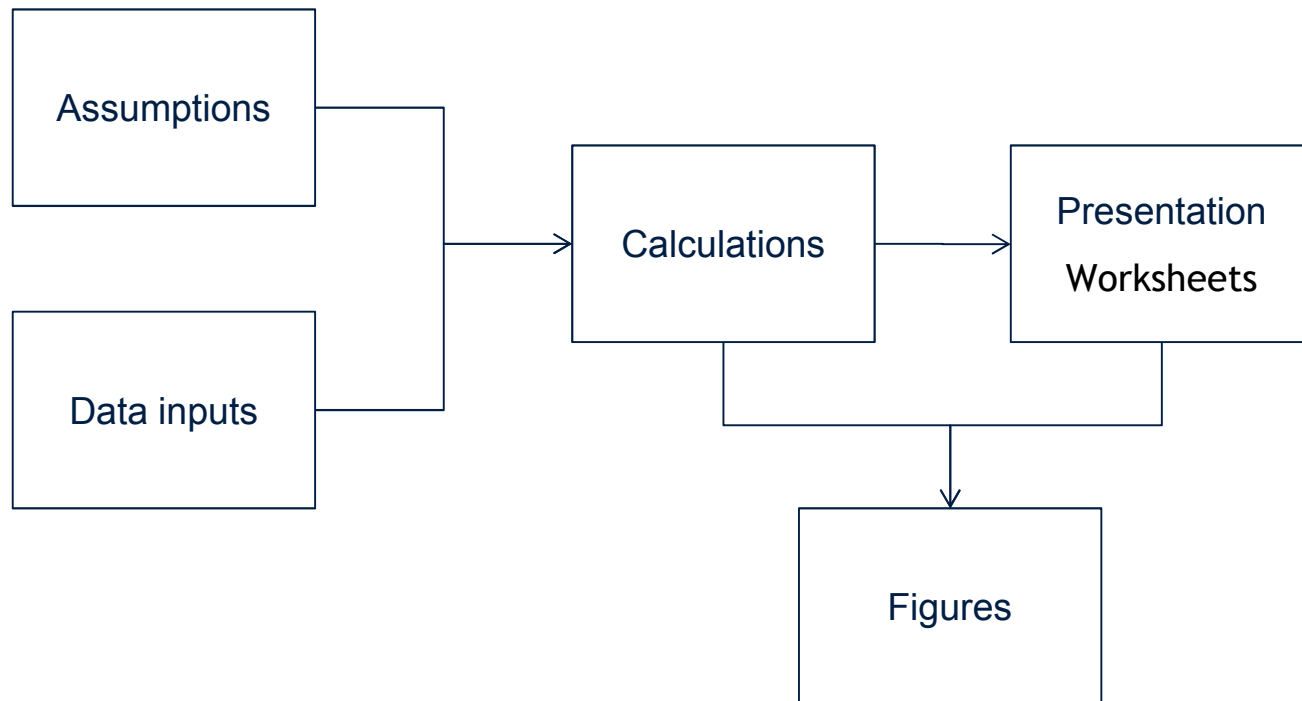 Assumptions
Data inputs
Calculations
Presentation
Worksheets
Figures